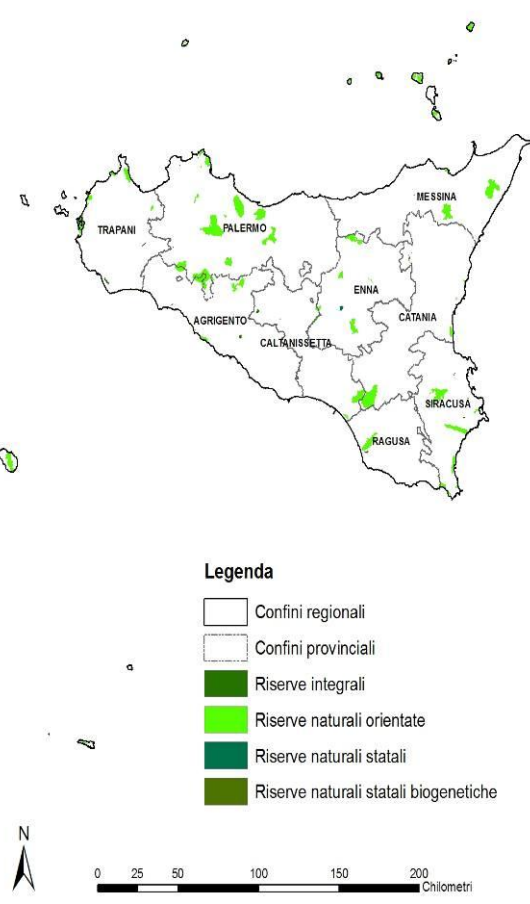 MESSINA
TRAPANI
PALERMO
ENNA
AGRIGENTO
CATANIA
CALTANISSETTA
SIRACUSA
RAGUSA
Legenda
Confini regionali
Confini provinciali
Riserve integrali
Riserve naturali orientate
Riserve naturali statali
Riserve naturali statali biogenetiche
N
0 25 50 100 150 200
Chilometri